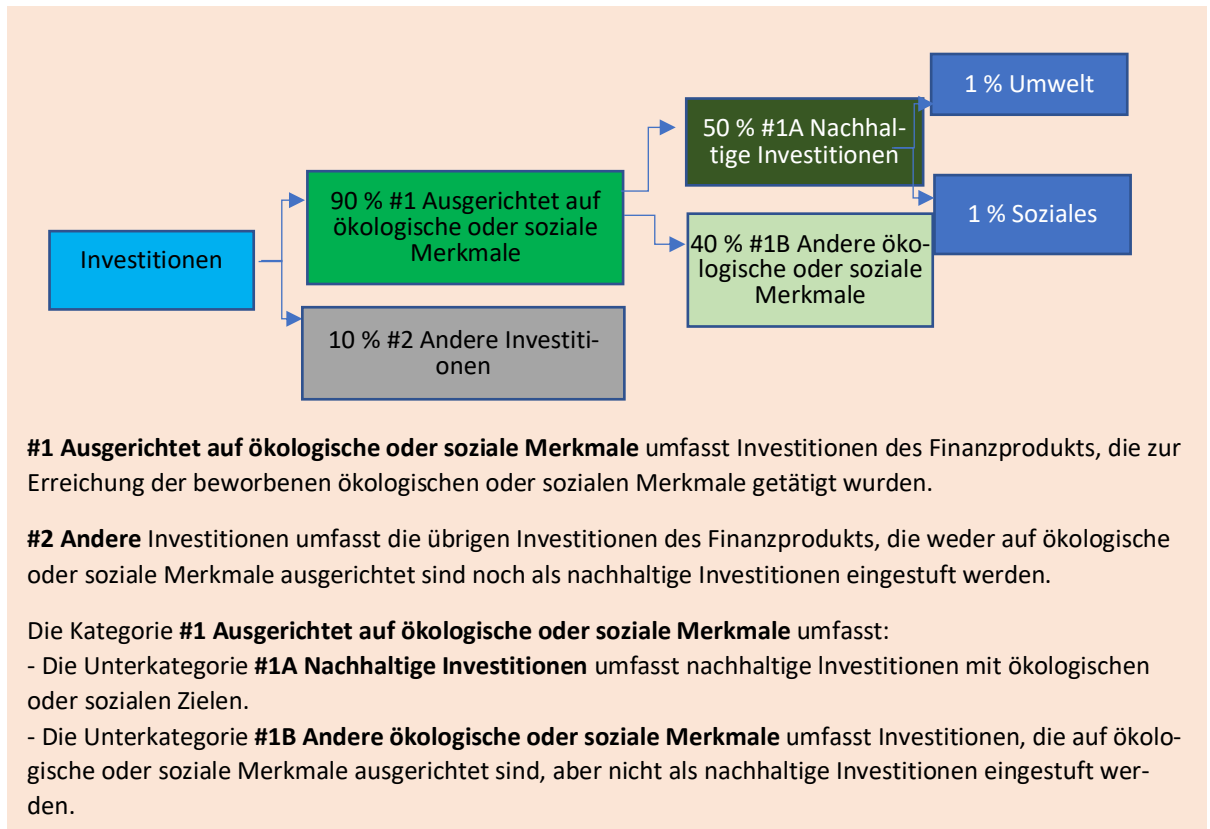 1 % Umwelt
50 % #1A Nachhal-
tige Investitionen
90 % #1 Ausgerichtet auf
ökologische oder soziale
Merkmale
1 % Soziales
Investitionen
40 % #1B Andere öko-
logische oder soziale
Merkmale
10 % #2 Andere Investiti-
onen
#1 Ausgerichtet auf ökologische oder soziale Merkmale umfasst Investitionen des Finanzprodukts, die zur
Erreichung der beworbenen ökologischen oder sozialen Merkmale getätigt wurden.
#2 Andere Investitionen umfasst die übrigen Investitionen des Finanzprodukts, die weder auf ökologische
oder soziale Merkmale ausgerichtet sind noch als nachhaltige Investitionen eingestuft werden.
Die Kategorie #1 Ausgerichtet auf ökologische oder soziale Merkmale umfasst:
- Die Unterkategorie #1A Nachhaltige Investitionen umfasst nachhaltige lnvestitionen mit ökologischen
oder sozialen Zielen.
- Die Unterkategorie #1B Andere ökologische oder soziale Merkmale umfasst Investitionen, die auf ökolo-
gische oder soziale Merkmale ausgerichtet sind, aber nicht als nachhaltige Investitionen eingestuft wer-
den.